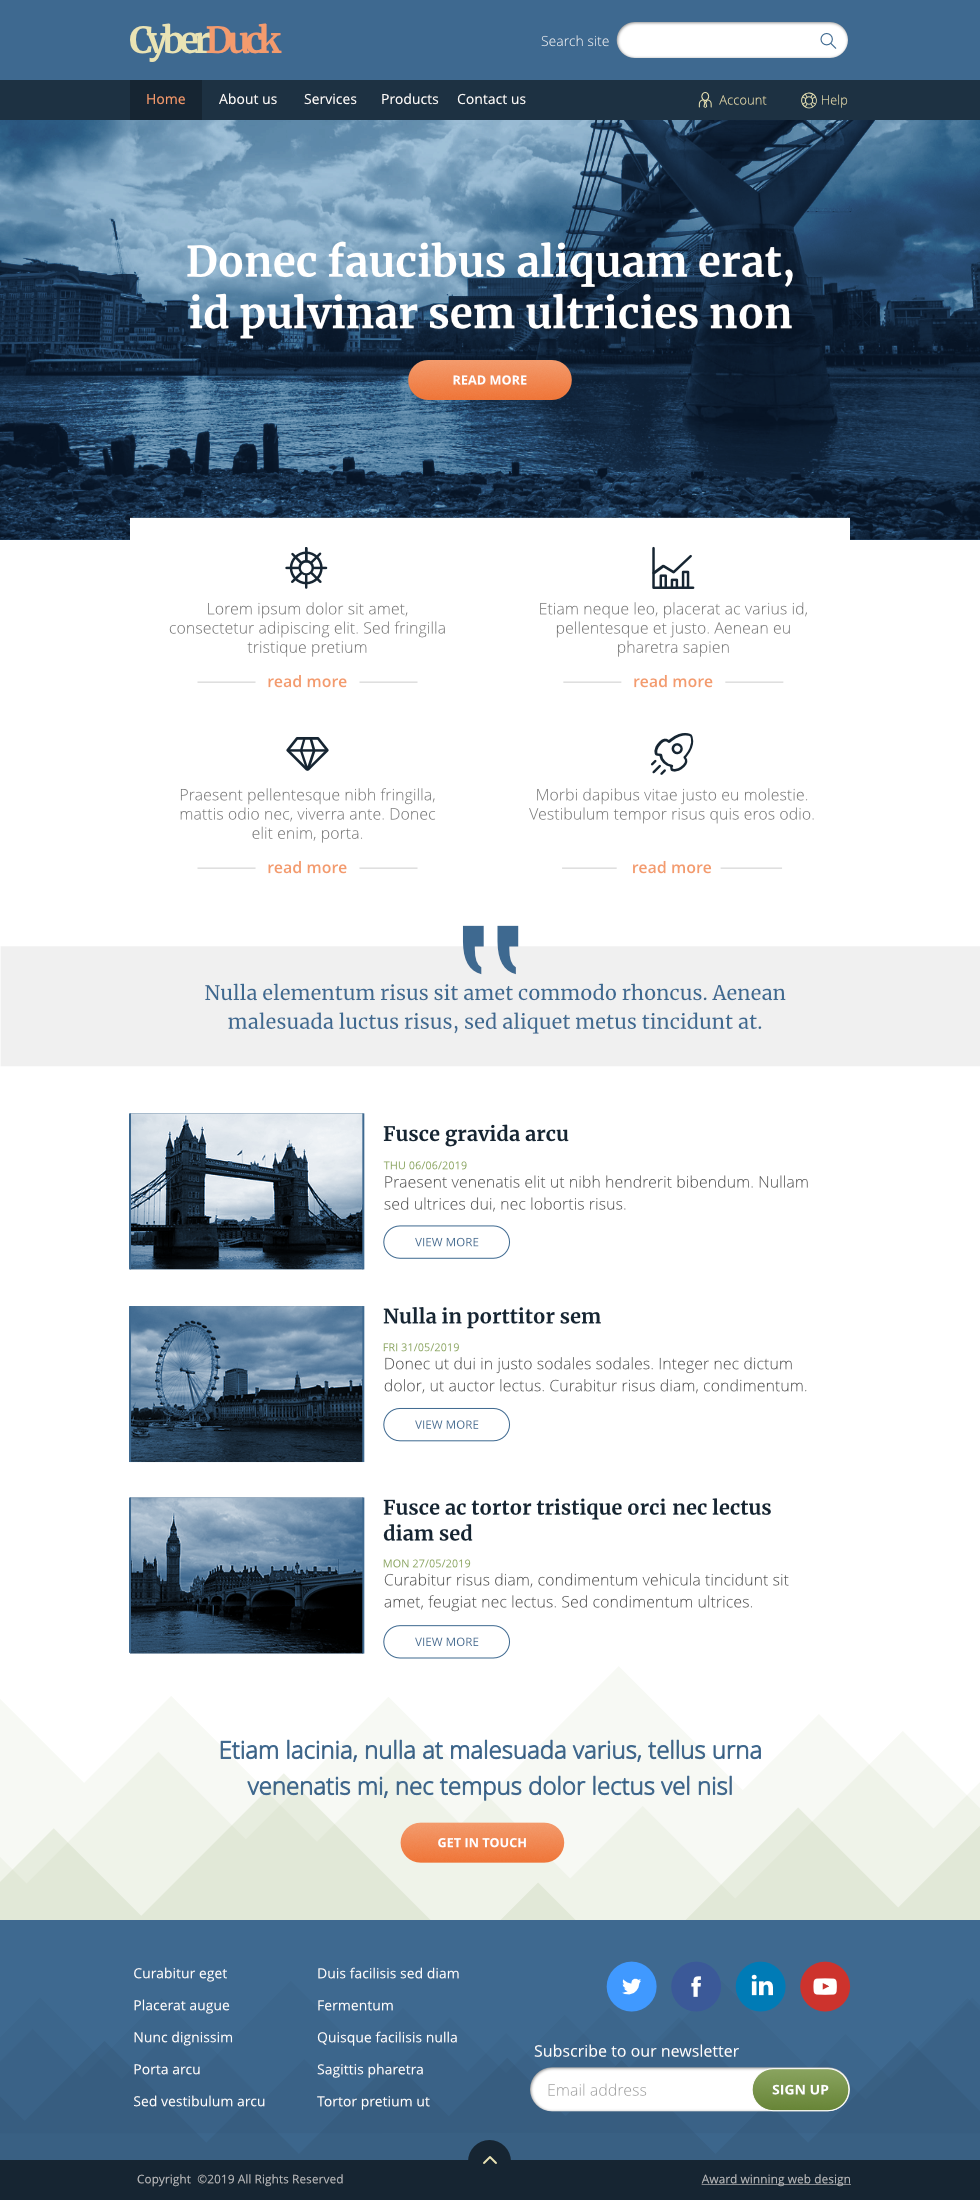 CyberDuck
Search site
Home About us Services Products Contact us Account Help
Donec faucibus aliquam erat,
id pulvinar sem ultricies non
READ MORE
Lorem ipsum dolor sit amet,
consectetur adipiscing elit. Sed fringilla
tristique pretium
read more
Etiam neque leo, placerat ac varius id,
pellentesque et justo. Aenean eu
pharetra sapien
read more
Praesent pellentesque nibh fringilla,
mattis odio nec, viverra ante. Donec
elit enim, porta.
read more
Morbi dapibus vitae justo eu molestie.
Vestibulum tempor risus quis eros odio.
read more
Nulla elementum risus sit amet commodo rhoncus. Aenean
malesuada luctus risus, sed aliquet metus tincidunt at.
Fusce gravida arcu
THU 06/06/2019
Praesent venenatis elit ut nibh hendrerit bibendum. Nullam
sed ultrices dui, nec lobortis risus.
VIEW MORE
Nulla in porttitor sem
FRI 31/05/2019
Donec ut dui in justo sodales sodales. Integer nec dictum
dolor, ut auctor lectus. Curabitur risus diam, condimentum.
VIEW MORE
Fusce ac tortor tristique orci nec lectus
diam sed
MON 27/05/2019
Curabitur risus diam, condimentum vehicula tincidunt sit
amet, feugiat nec lectus. Sed condimentum ultrices.
VIEW MORE
Etiam lacinia, nulla at malesuada varius, tellus urna
venenatis mi, nec tempus dolor lectus vel nisl
GET IN TOUCH
Curabitur eget
Placerat augue
Nunc dignissim
Porta arcu
Sed vestibulum arcu
Duis facilisis sed diam
Fermentum
Quisque facilisis nulla
Sagittis pharetra
Tortor pretium ut
f
in
Subscribe to our newsletter
Email address SIGN UP
Copyright ©2019 All Rights Reserved
Award winning web design